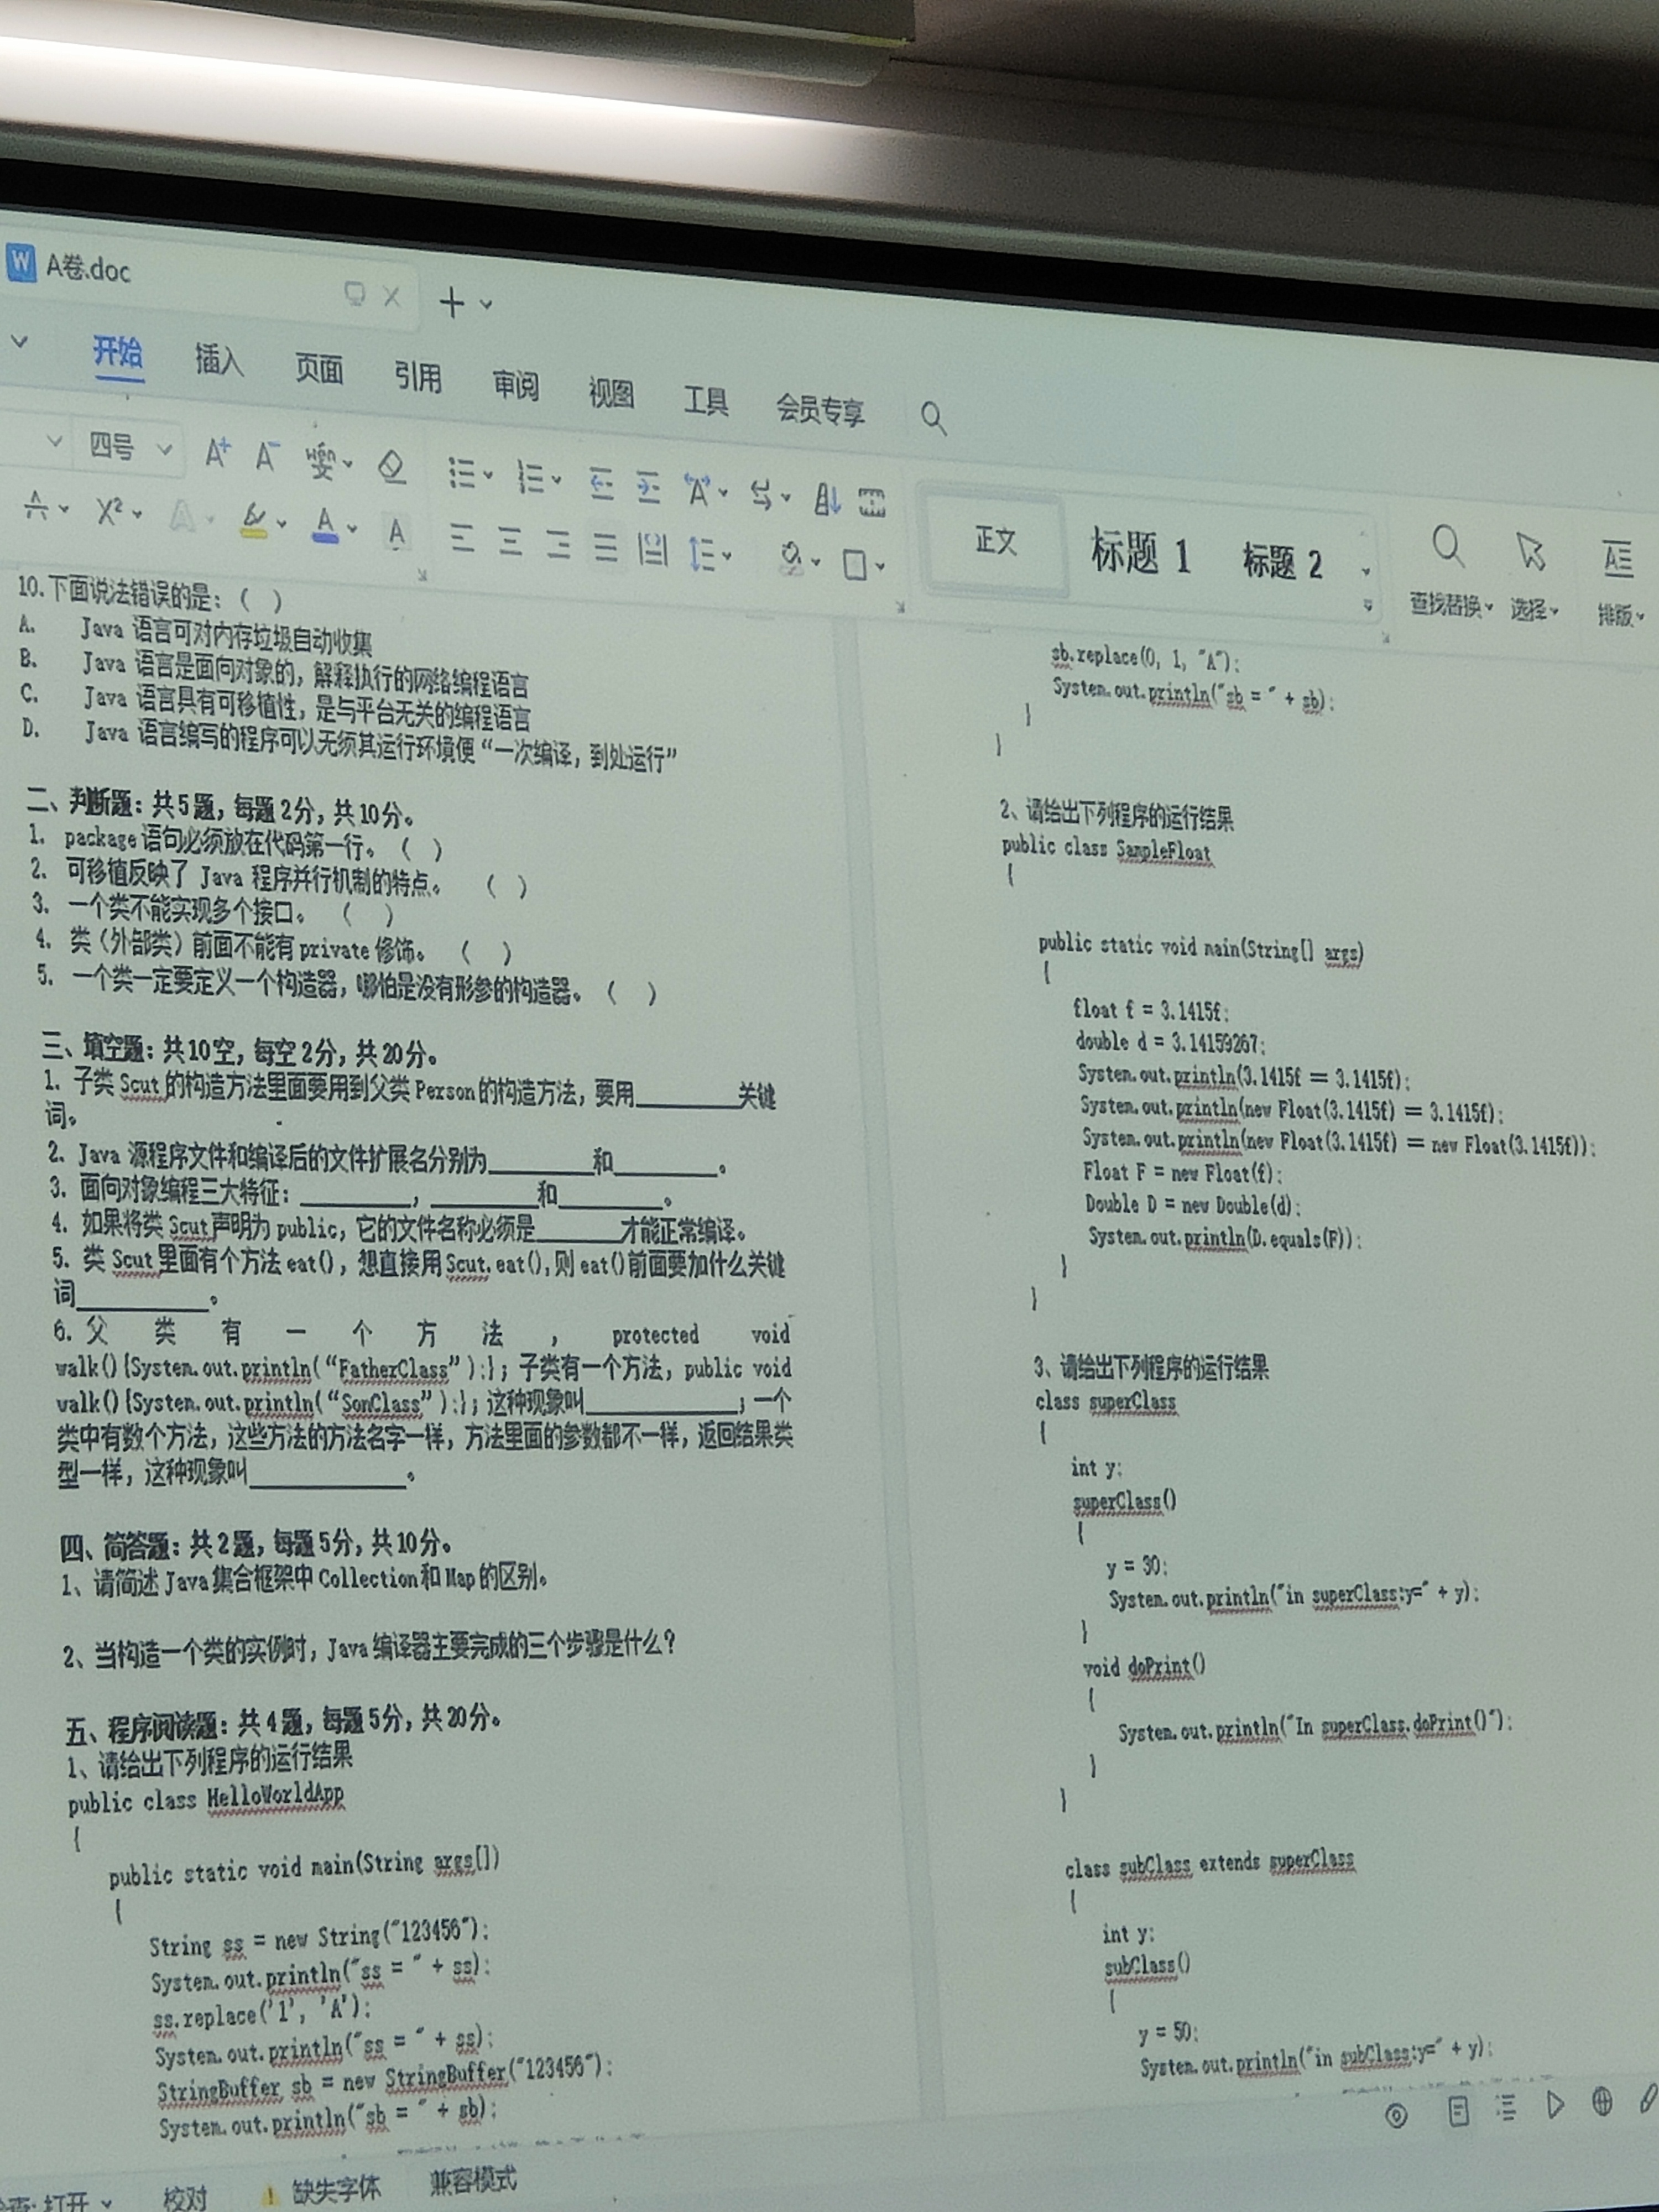 A卷.doc
开始 插入 页面 引用 审阅 视图 工具 会员专享
四号 A+ A- wén
X² A A A
正文 标题 1 标题 2
查找替换 选择 排版
10.下面说法错误的是：（ ）
A. Java 语言可对内存垃圾自动收集
B. Java 语言是面向对象的，解释执行的网络编程语言
C. Java 语言具有可移植性，是与平台无关的编程语言
D. Java 语言编写的程序可以无须其运行环境便“一次编译，到处运行”
二、判断题：共5题，每题2分，共10分。
1. package 语句必须放在代码第一行。（ ）
2. 可移植反映了 Java 程序并行机制的特点。（ ）
3. 一个类不能实现多个接口。（ ）
4. 类（外部类）前面不能有 private 修饰。（ ）
5. 一个类一定要定义一个构造器，哪怕是没有形参的构造器。（ ）
三、填空题：共10空，每空2分，共20分。
1. 子类 Scut 的构造方法里面要用到父类 Person 的构造方法，要用________关键
词。
2. Java 源程序文件和编译后的文件扩展名分别为________和________。
3. 面向对象编程三大特征：________，________和________。
4. 如果将类 Scut 声明为 public，它的文件名称必须是______才能正常编译。
5. 类 Scut 里面有个方法 eat()，想直接用 Scut.eat(),则 eat()前面要加什么关键
词__________。
6. 父 类 有 一 个 方 法 ， protected void
walk(){System.out.println(“FatherClass”);}；子类有一个方法，public void
walk(){System.out.println(“SonClass”);}；这种现象叫____________；一个
类中有数个方法，这些方法的方法名字一样，方法里面的参数都不一样，返回结果类
型一样，这种现象叫____________。
四、简答题：共2题，每题5分，共10分。
1、请简述 Java 集合框架中 Collection 和 Map 的区别。
2、当构造一个类的实例时，Java 编译器主要完成的三个步骤是什么？
五、程序阅读题：共4题，每题5分，共20分。
1、请给出下列程序的运行结果
public class HelloWorldApp
{
public static void main(String args[])
{
String ss = new String("123456");
System.out.println("ss = " + ss);
ss.replace('1', 'A');
System.out.println("ss = " + ss);
StringBuffer sb = new StringBuffer("123456");
System.out.println("sb = " + sb);
sb.replace(0, 1, "A");
System.out.println("sb = " + sb);
}
}
2、请给出下列程序的运行结果
public class SampleFloat
{
public static void main(String[] args)
{
float f = 3.1415f;
double d = 3.14159267;
System.out.println(3.1415f == 3.1415f);
System.out.println(new Float(3.1415f) == 3.1415f);
System.out.println(new Float(3.1415f) == new Float(3.1415f));
Float F = new Float(f);
Double D = new Double(d);
System.out.println(D.equals(F));
}
}
3、请给出下列程序的运行结果
class superClass
{
int y;
superClass()
{
y = 30;
System.out.println("in superClass:y=" + y);
}
void doPrint()
{
System.out.println("In superClass.doPrint()");
}
}
class subClass extends superClass
{
int y;
subClass()
{
y = 50;
System.out.println("in subClass:y=" + y);
打开 校对 缺失字体 兼容模式